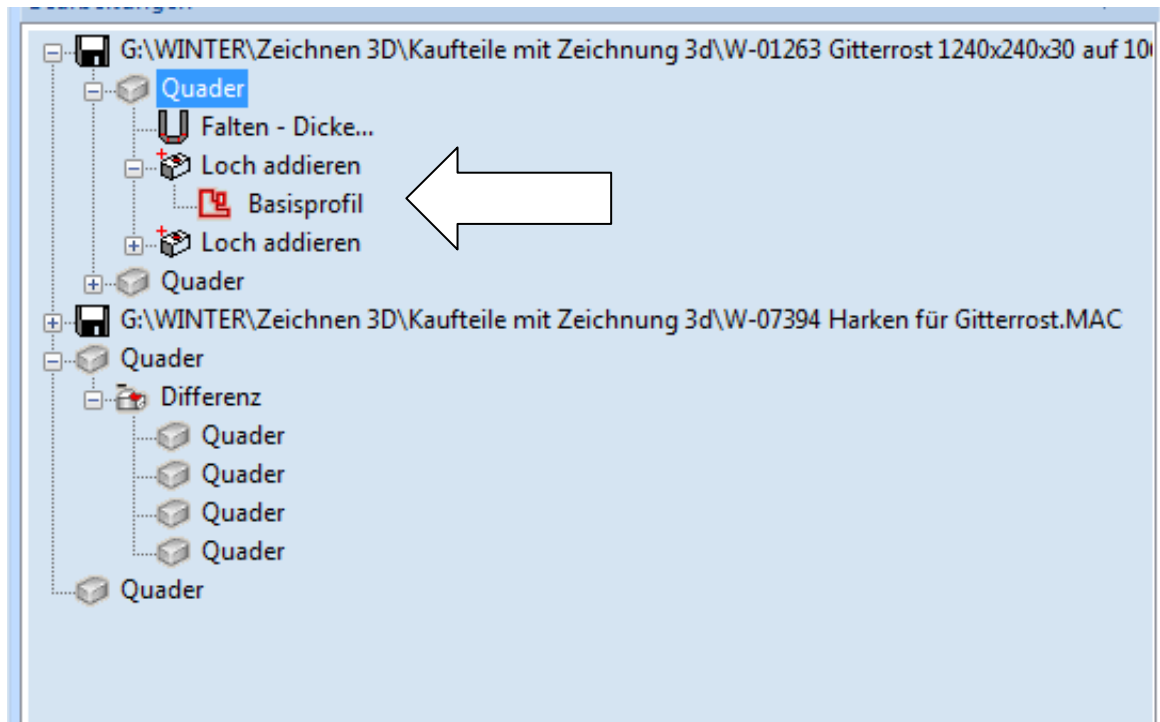 G:\WINTER\Zeichnen 3D\Kaufteile mit Zeichnung 3d\W-01263 Gitterrost 1240x240x30 auf 10
Quader
Falten - Dicke...
Loch addieren
Basisprofil
Loch addieren
Quader
G:\WINTER\Zeichnen 3D\Kaufteile mit Zeichnung 3d\W-07394 Harken für Gitterrost.MAC
Quader
Differenz
Quader
Quader
Quader
Quader
Quader